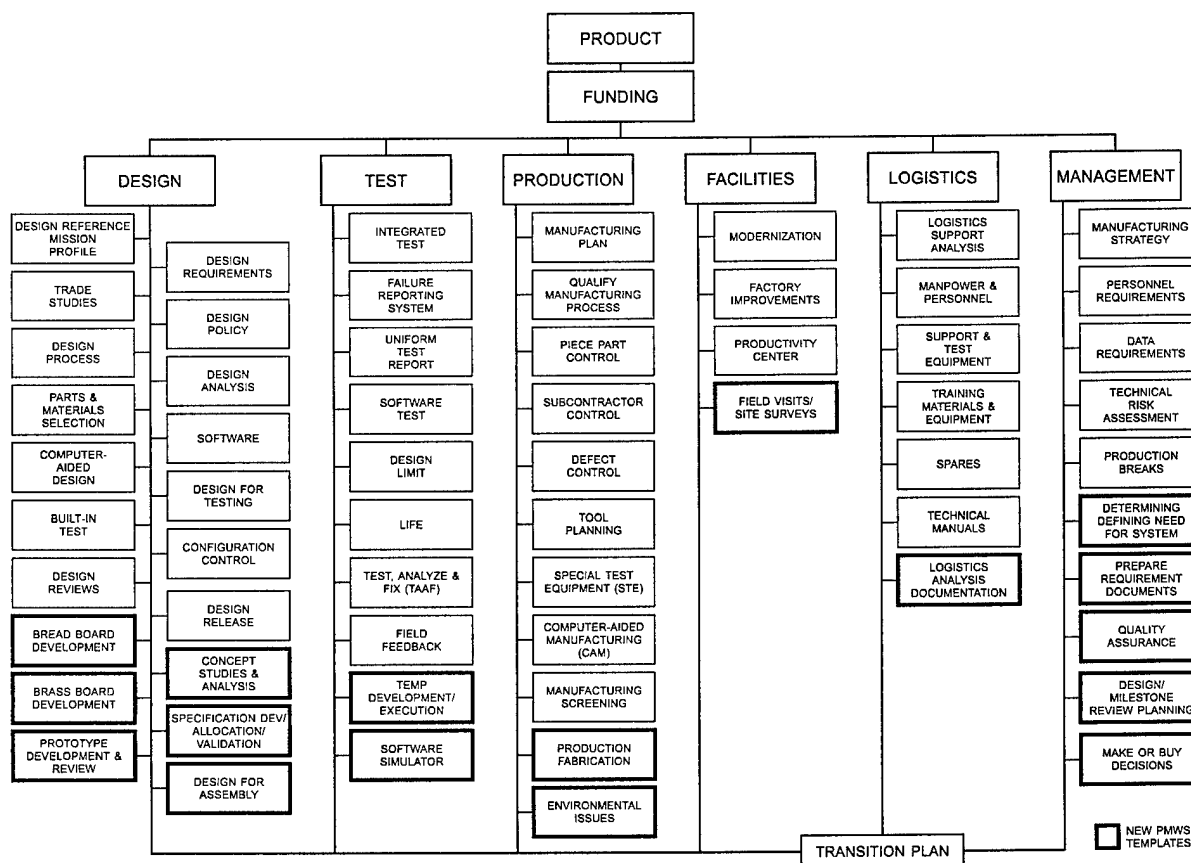 PRODUCT
FUNDING
DESIGN
TEST
PRODUCTION
FACILITIES
LOGISTICS
MANAGEMENT
DESIGN REFERENCE
MISSION
PROFILE
TRADE
STUDIES
DESIGN
PROCESS
PARTS &
MATERIALS
SELECTION
COMPUTER-
AIDED
DESIGN
BUILT-IN
TEST
DESIGN
REVIEWS
BREAD BOARD
DEVELOPMENT
BRASS BOARD
DEVELOPMENT
PROTOTYPE
DEVELOPMENT &
REVIEW
DESIGN
REQUIREMENTS
DESIGN
POLICY
DESIGN
ANALYSIS
SOFTWARE
DESIGN FOR
TESTING
CONFIGURATION
CONTROL
DESIGN
RELEASE
CONCEPT
STUDIES &
ANALYSIS
SPECIFICATION DEV/
ALLOCATION/
VALIDATION
DESIGN FOR
ASSEMBLY
INTEGRATED
TEST
FAILURE
REPORTING
SYSTEM
UNIFORM
TEST
REPORT
SOFTWARE
TEST
DESIGN
LIMIT
LIFE
TEST, ANALYZE &
FIX (TAAF)
FIELD
FEEDBACK
TEMP
DEVELOPMENT/
EXECUTION
SOFTWARE
SIMULATOR
MANUFACTURING
PLAN
QUALIFY
MANUFACTURING
PROCESS
PIECE PART
CONTROL
SUBCONTRACTOR
CONTROL
DEFECT
CONTROL
TOOL
PLANNING
SPECIAL TEST
EQUIPMENT (STE)
COMPUTER-AIDED
MANUFACTURING
(CAM)
MANUFACTURING
SCREENING
PRODUCTION
FABRICATION
ENVIRONMENTAL
ISSUES
MODERNIZATION
FACTORY
IMPROVEMENTS
PRODUCTIVITY
CENTER
FIELD VISITS/
SITE SURVEYS
LOGISTICS
SUPPORT
ANALYSIS
MANPOWER &
PERSONNEL
SUPPORT &
TEST
EQUIPMENT
TRAINING
MATERIALS &
EQUIPMENT
SPARES
TECHNICAL
MANUALS
LOGISTICS
ANALYSIS
DOCUMENTATION
MANUFACTURING
STRATEGY
PERSONNEL
REQUIREMENTS
DATA
REQUIREMENTS
TECHNICAL
RISK
ASSESSMENT
PRODUCTION
BREAKS
DETERMINING
DEFINING NEED
FOR SYSTEM
PREPARE
REQUIREMENT
DOCUMENTS
QUALITY
ASSURANCE
DESIGN/
MILESTONE
REVIEW PLANNING
MAKE OR BUY
DECISIONS
TRANSITION PLAN
NEW PMWS
TEMPLATES